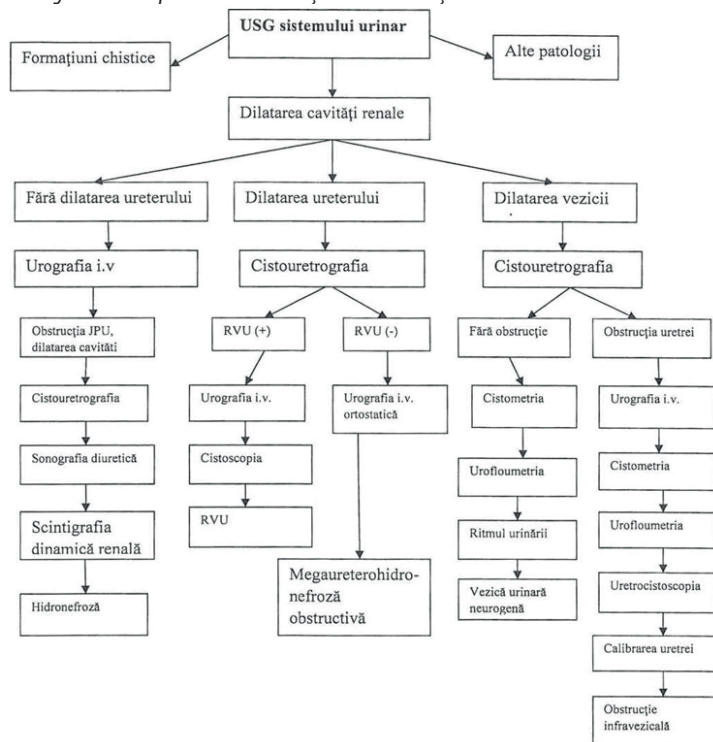 USG sistemului urinar
Formațiuni chistice
Alte patologii
Dilatarea cavității renale
Fără dilatarea ureterului
Dilatarea ureterului
Dilatarea vezicii
Urografia i.v
Cistouretrografia
Cistouretrografia
Obstrucția JPU,
dilatarea cavităti
RVU (+)
RVU (-)
Fără obstrucție
Obstrucția uretrei
Cistouretrografia
Urografia i.v.
Urografia i.v.
ortostatică
Cistometria
Urografia i.v.
Sonografia diuretică
Cistoscopia
Urofloumetria
Cistometria
Scintigrafia
dinamică renală
RVU
Ritmul urinării
Urofloumetria
Hidronefroză
Megaureterohidro-
nefroză
obstructivă
Vezică urinară
neurogenă
Uretrocistoscopia
Calibrarea uretrei
Obstrucție
infravezicală